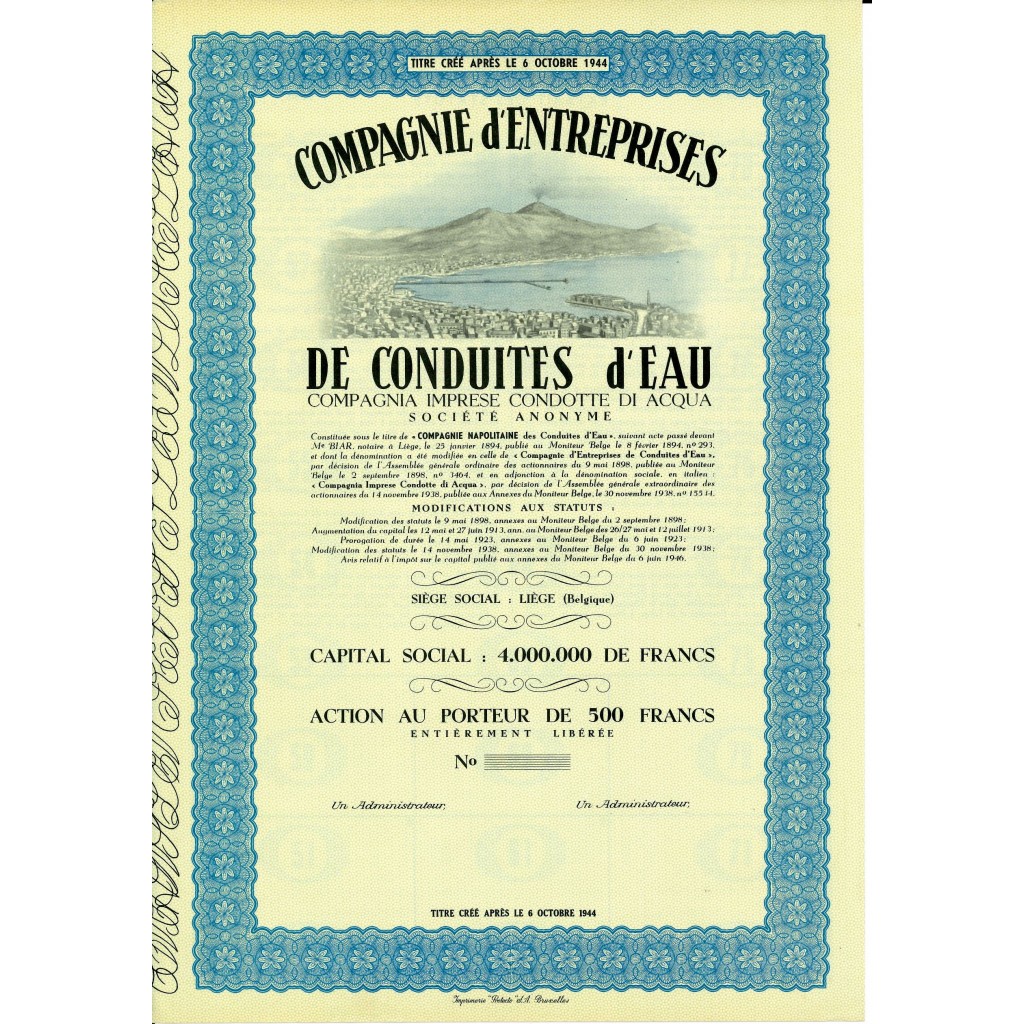 TITRE CRÉÉ APRÈS LE 6 OCTOBRE 1944
COMPAGNIE d'ENTREPRISES
DE CONDUITES d'EAU
COMPAGNIA IMPRESE CONDOTTE DI ACQUA
SOCIÉTÉ ANONYME
Constituée sous le titre de « COMPAGNIE NAPOLITAINE des Conduites d'Eau », suivant acte passé devant
Me BIAR, notaire à Liège, le 25 janvier 1894, publié au Moniteur Belge le 8 février 1894, no 293,
et dont la dénomination a été modifiée en celle de « Compagnie d'Entreprises de Conduites d'Eau »,
par décision de l'Assemblée générale ordinaire des actionnaires du 9 mai 1898, publiée au Moniteur
Belge le 2 septembre 1898, no 3464, et en adjonction à la dénomination sociale, en italien :
« Compagnia Imprese Condotte di Acqua », par décision de l'Assemblée générale extraordinaire des
actionnaires du 14 novembre 1938, publiée aux Annexes du Moniteur Belge, le 30 novembre 1938, no 15514.
MODIFICATIONS AUX STATUTS :
Modification des statuts le 9 mai 1898, annexes au Moniteur Belge du 2 septembre 1898 ;
Augmentation du capital les 12 mai et 27 juin 1913, ann. au Moniteur Belge des 26/27 mai et 12 juillet 1913 ;
Prorogation de durée le 14 mai 1923, annexes au Moniteur Belge du 6 juin 1923 ;
Modification des statuts le 14 novembre 1938, annexes au Moniteur Belge du 30 novembre 1938 ;
Avis relatif à l'impôt sur le capital publié aux annexes du Moniteur Belge du 6 juin 1946.
SIÈGE SOCIAL : LIÈGE (Belgique)
CAPITAL SOCIAL : 4.000.000 DE FRANCS
ACTION AU PORTEUR DE 500 FRANCS
ENTIÈREMENT LIBÉRÉE
No
Un Administrateur, Un Administrateur,
TITRE CRÉÉ APRÈS LE 6 OCTOBRE 1944
Imprimerie S.A. Bruxelles